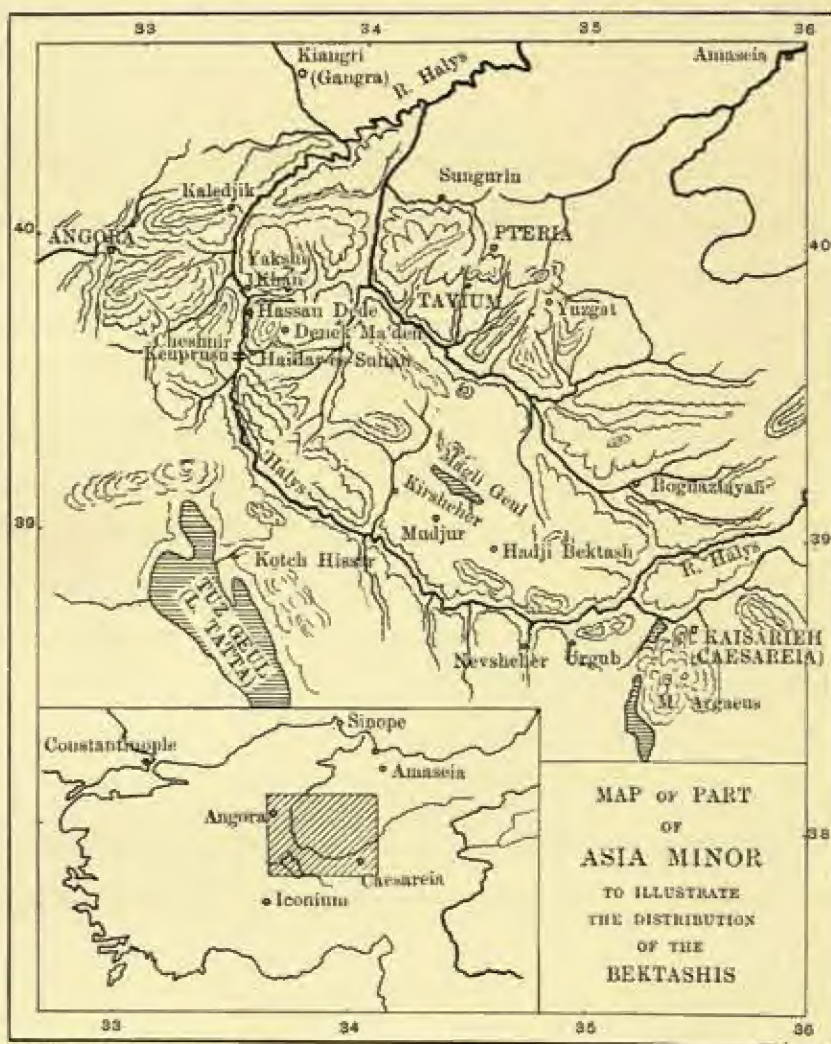 33 34 35 36
Kiangri
(Gangra)
R. Halys
Amaseia
Kaledjik
Sungurlu
40
ANGORA
PTERIA
40
Yakshi
Khan
TAVIUM
Yuzgat
Hassan Dede
Denek Ma'den
Cheshnir
Keuprusu
Haidar-es-Sultan
Halys
Kirsheher
Boghaztayan
39
Mudjur
39
Hadji Bektash
Kotch Hissar
R. Halys
TUZ GEUL
(L. TATTA)
KAISARIEH
(CAESAREIA)
Nevsheher
Urgub
M. Argaeus
Sinope
Constantinople
Amaseia
Angora
Caesareia
Iconium
38
MAP OF PART
OF
ASIA MINOR
TO ILLUSTRATE
THE DISTRIBUTION
OF THE
BEKTASHIS
33 34 35 36